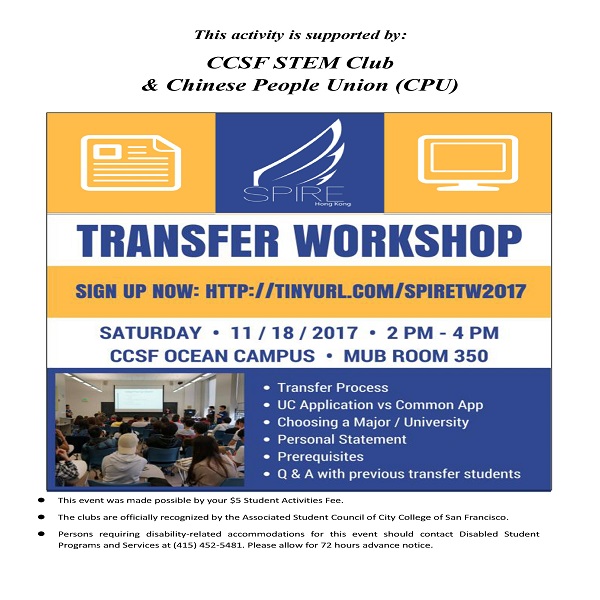 This activity is supported by:
CCSF STEM Club
& Chinese People Union (CPU)
SPIRE
Hong Kong
TRANSFER WORKSHOP
SIGN UP NOW: HTTP://TINYURL.COM/SPIRETW2017
SATURDAY • 11 / 18 / 2017 • 2 PM - 4 PM
CCSF OCEAN CAMPUS • MUB ROOM 350
• Transfer Process
• UC Application vs Common App
• Choosing a Major / University
• Personal Statement
• Prerequisites
• Q & A with previous transfer students
● This event was made possible by your $5 Student Activities Fee.
● The clubs are officially recognized by the Associated Student Council of City College of San Francisco.
● Persons requiring disability-related accommodations for this event should contact Disabled Student
Programs and Services at (415) 452-5481. Please allow for 72 hours advance notice.